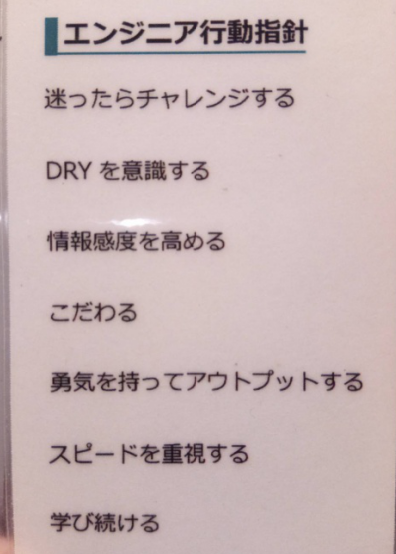 エンジニア行動指針
迷ったらチャレンジする
DRY を意識する
情報感度を高める
こだわる
勇気を持ってアウトプットする
スピードを重視する
学び続ける